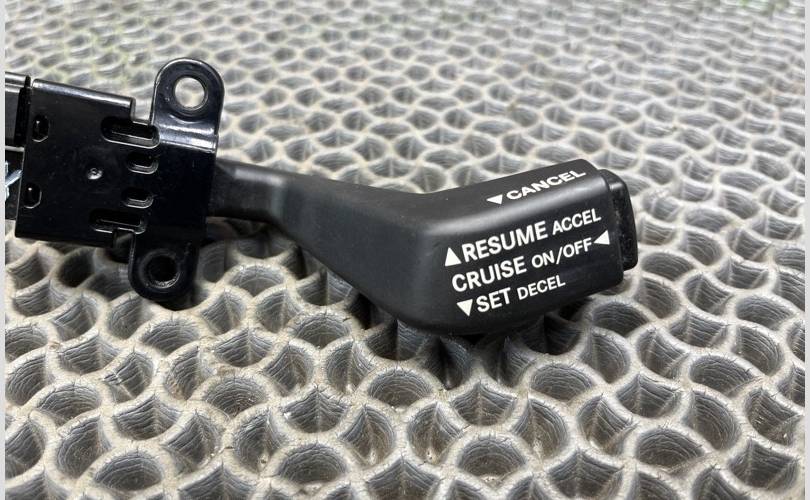 ▼CANCEL
▲RESUME ACCEL
CRUISE ON/OFF◀
▼SET DECEL